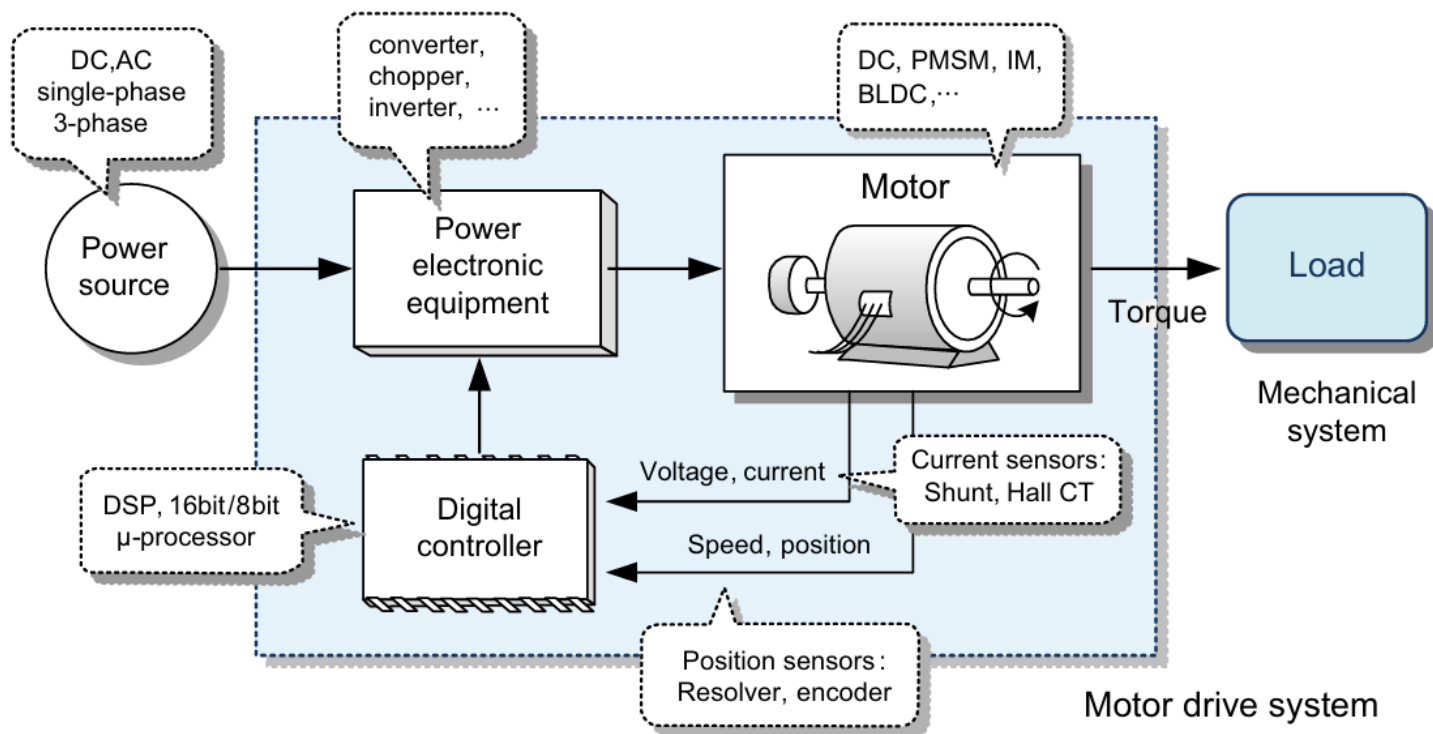 DC,AC
single-phase
3-phase
converter,
chopper,
inverter, ⋯
DC, PMSM, IM,
BLDC,⋯
Power
source
Power
electronic
equipment
Motor
Load
Torque
Mechanical
system
DSP, 16bit/8bit
μ-processor
Digital
controller
Voltage, current
Current sensors:
Shunt, Hall CT
Speed, position
Position sensors:
Resolver, encoder
Motor drive system